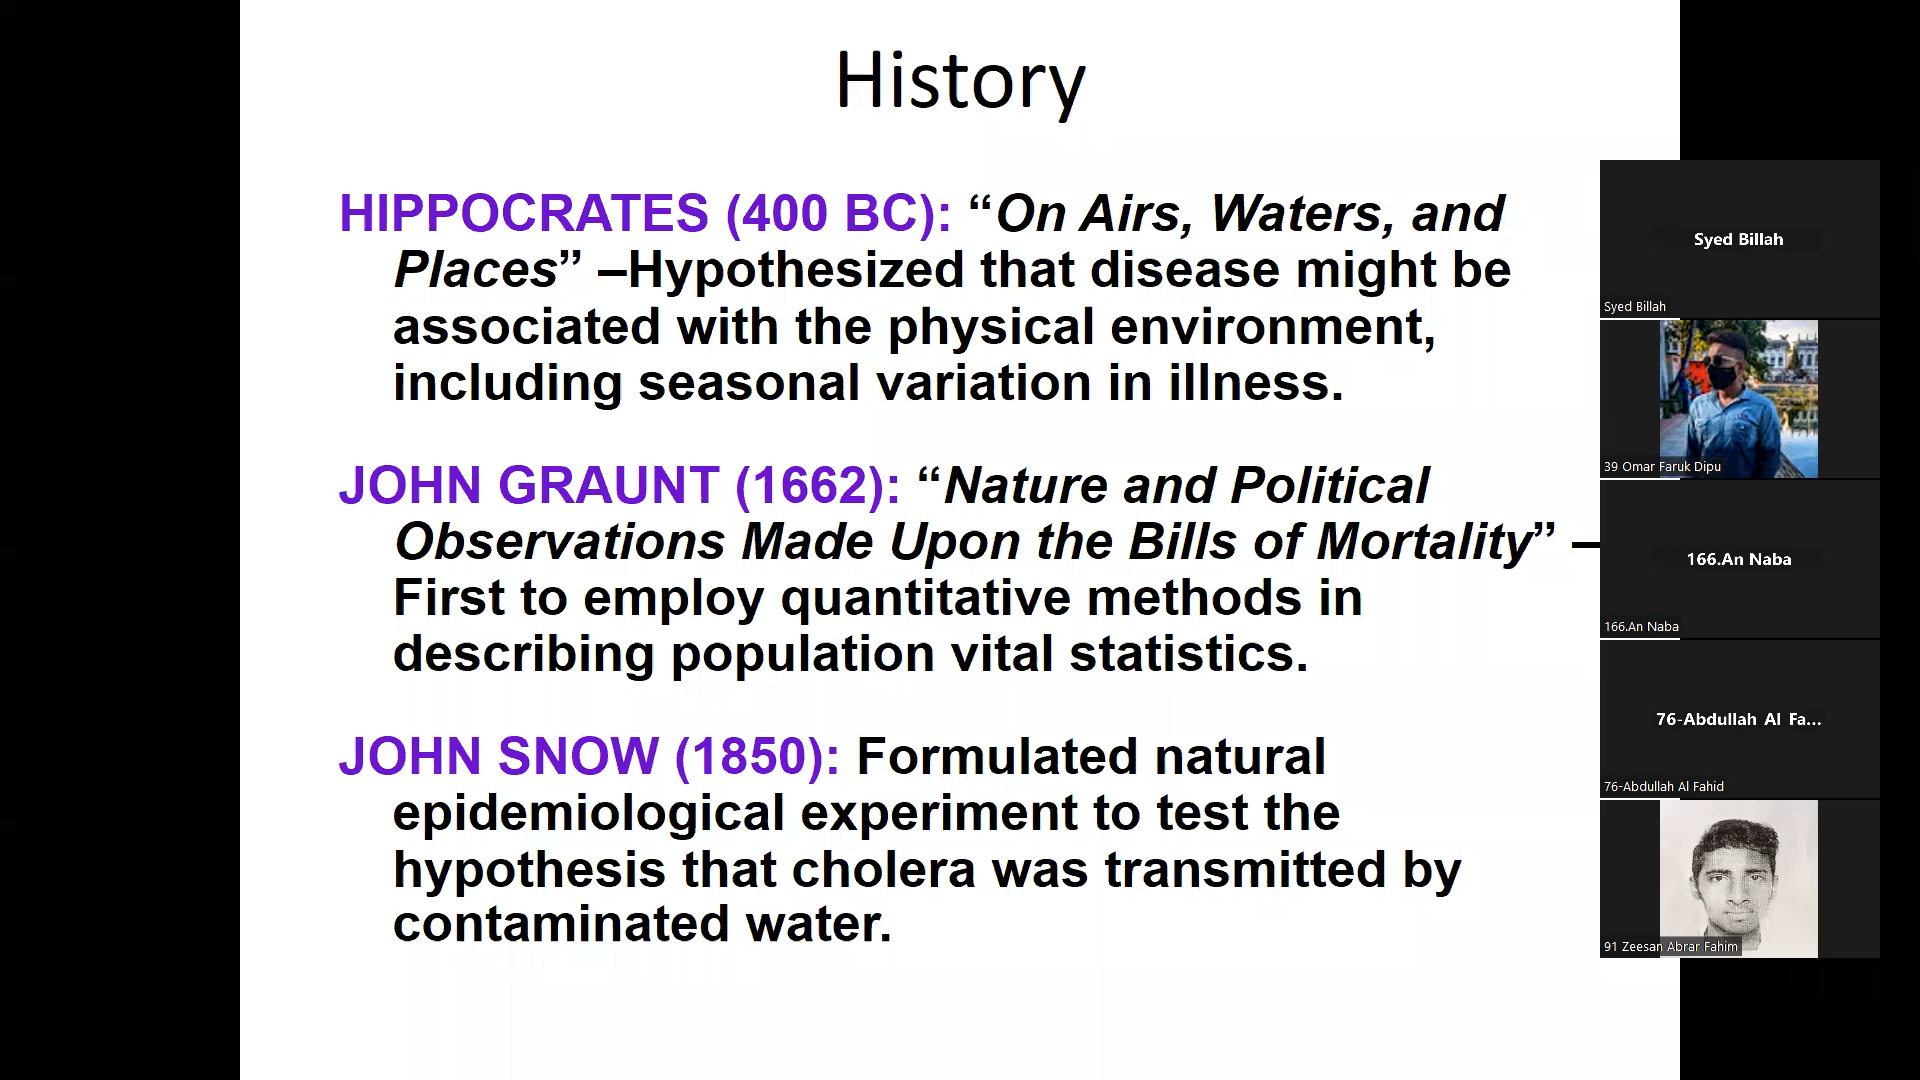 History
HIPPOCRATES (400 BC): “On Airs, Waters, and
Places” –Hypothesized that disease might be
associated with the physical environment,
including seasonal variation in illness.
JOHN GRAUNT (1662): “Nature and Political
Observations Made Upon the Bills of Mortality” –
First to employ quantitative methods in
describing population vital statistics.
JOHN SNOW (1850): Formulated natural
epidemiological experiment to test the
hypothesis that cholera was transmitted by
contaminated water.
Syed Billah
Syed Billah
39 Omar Faruk Dipu
166.An Naba
166.An Naba
76-Abdullah Al Fa...
76-Abdullah Al Fahid
91 Zeesan Abrar Fahim